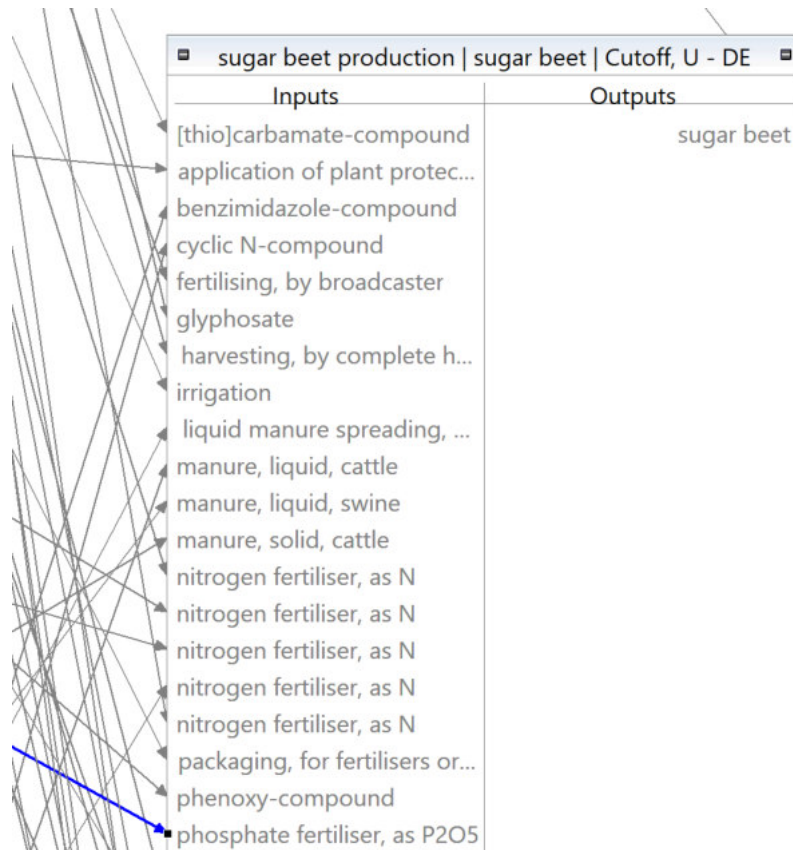 sugar beet production | sugar beet | Cutoff, U - DE
Inputs
Outputs
[thio]carbamate-compound
sugar beet
application of plant protec...
benzimidazole-compound
cyclic N-compound
fertilising, by broadcaster
glyphosate
harvesting, by complete h...
irrigation
liquid manure spreading, ...
manure, liquid, cattle
manure, liquid, swine
manure, solid, cattle
nitrogen fertiliser, as N
nitrogen fertiliser, as N
nitrogen fertiliser, as N
nitrogen fertiliser, as N
nitrogen fertiliser, as N
packaging, for fertilisers or...
phenoxy-compound
phosphate fertiliser, as P2O5